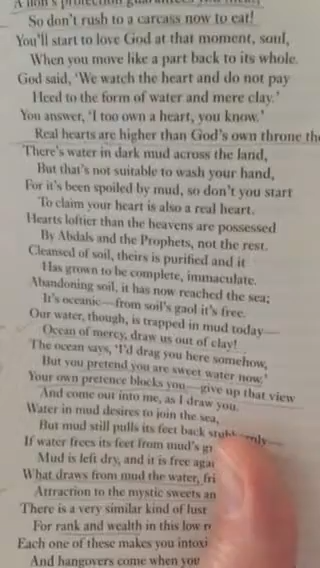 A lion's protection guarantees
So don't rush to a carcass now to eat!
You'll start to love God at that moment, soul,
When you move like a part back to its whole.
God said, 'We watch the heart and do not pay
Heed to the form of water and mere clay.'
You answer, 'I too own a heart, you know.'
Real hearts are higher than God's own throne
There's water in dark mud across the land,
But that's not suitable to wash your hand,
For it's been spoiled by mud, so don't you start
To claim your heart is also a real heart.
Hearts loftier than the heavens are possessed
By Abdals and the Prophets, not the rest.
Cleansed of soil, theirs is purified and it
Has grown to be complete, immaculate.
Abandoning soil, it has now reached the sea;
It's oceanic—from soil's gaol it's free.
Our water, though, is trapped in mud today—
Ocean of mercy, draw us out of clay!
The ocean says, 'I'd drag you here somehow,
But you pretend you are sweet water now.'
Your own pretence blocks you—give up that view
And come out into me, as I draw you.
Water in mud desires to join the sea,
But mud still pulls its feet back
If water frees its feet from mud's
Mud is left dry, and it is free
What draws from mud the water,
Attraction to the mystic sweets
There is a very similar kind of lust
For rank and wealth in this low
Each one of these makes you
And hangovers come when you